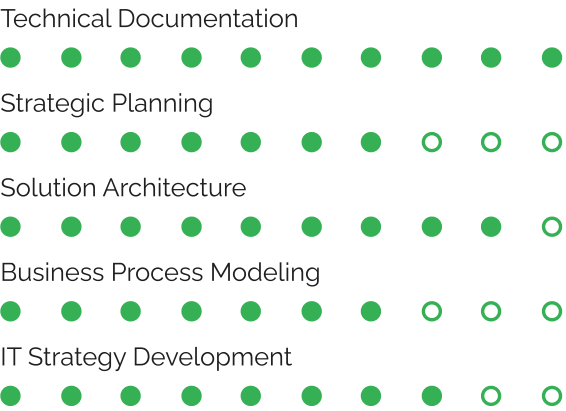 Technical Documentation
Strategic Planning
Solution Architecture
Business Process Modeling
IT Strategy Development